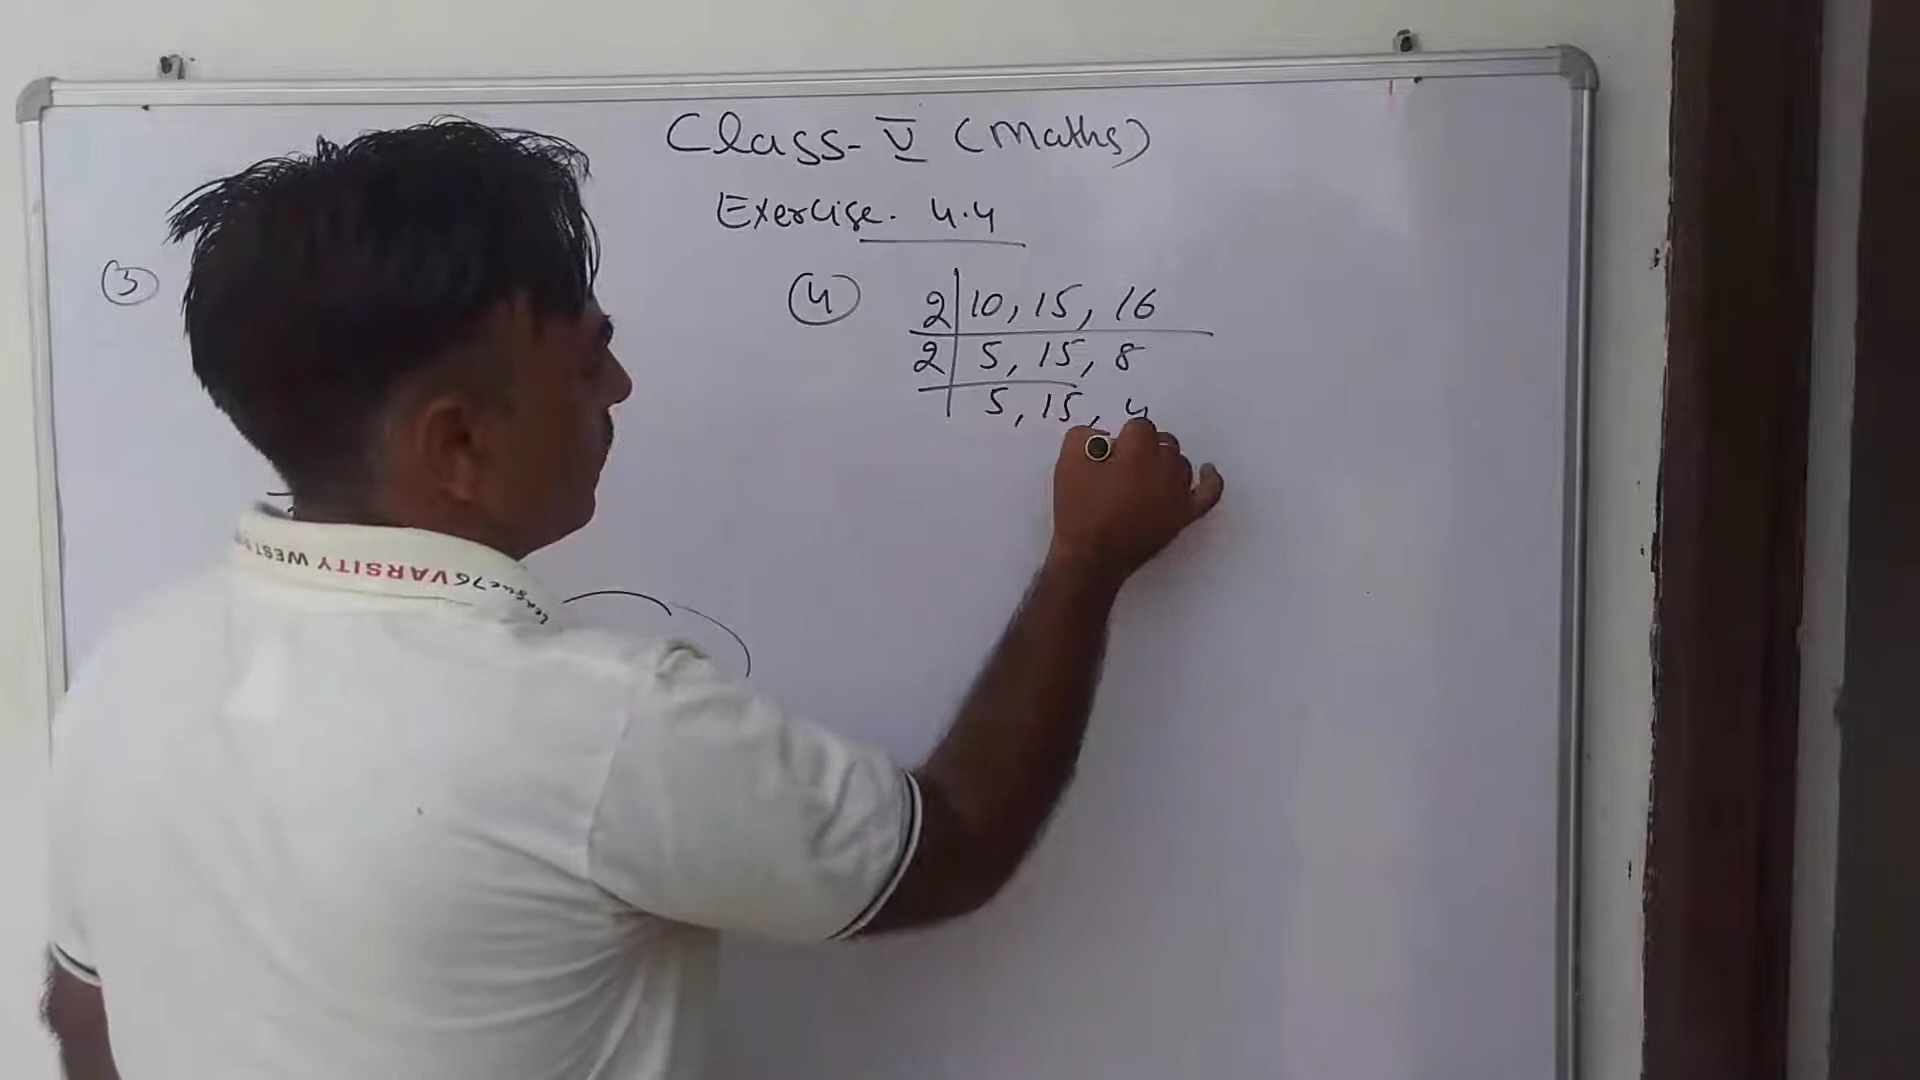 Class-V (Maths)
Exercise. 4.4
3
4
2 10, 15, 16
2 5, 15, 8
5, 15, 4
League76 VARSITY WEST